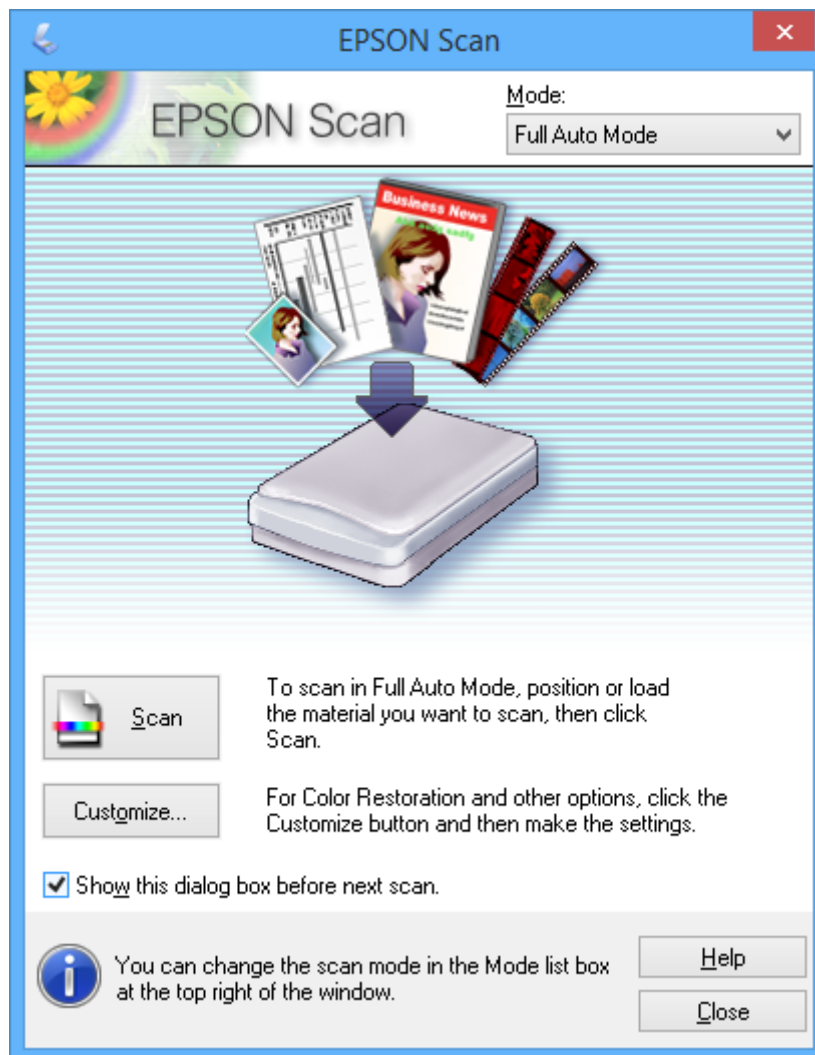 EPSON Scan
EPSON Scan
Mode:
Full Auto Mode
Business News
Scan
To scan in Full Auto Mode, position or load
the material you want to scan, then click
Scan.
Customize...
For Color Restoration and other options, click the
Customize button and then make the settings.
Show this dialog box before next scan.
You can change the scan mode in the Mode list box
at the top right of the window.
Help
Close